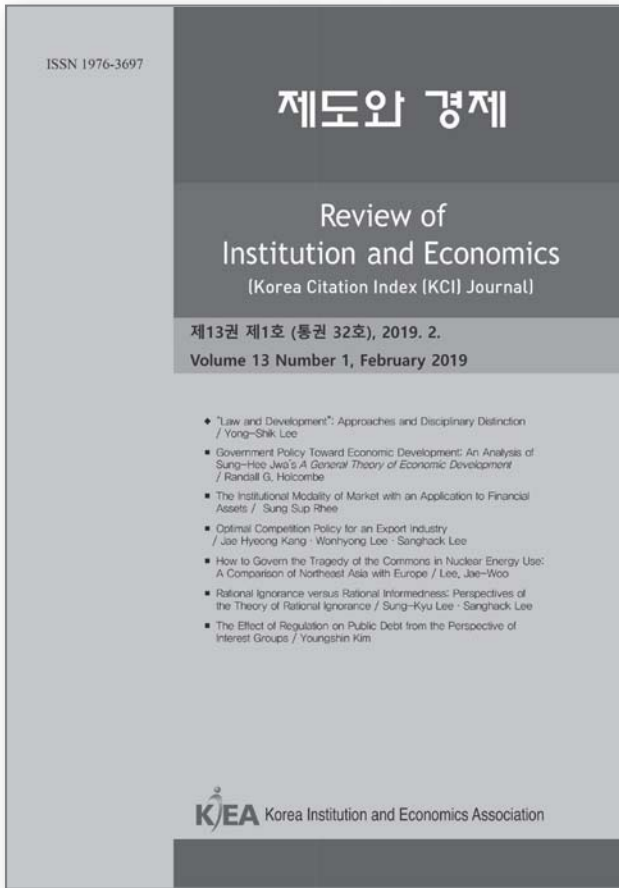 ISSN 1976-3697
제도와 경제
Review of
Institution and Economics
(Korea Citation Index (KCI) Journal)
제13권 제1호 (통권 32호), 2019. 2.
Volume 13 Number 1, February 2019
◆ "Law and Development": Approaches and Disciplinary Distinction
/ Yong-Shik Lee
■ Government Policy Toward Economic Development: An Analysis of
Sung-Hee Jwa's A General Theory of Economic Development
/ Randall G. Holcombe
■ The Institutional Modality of Market with an Application to Financial
Assets / Sung Sup Rhee
■ Optimal Competition Policy for an Export Industry
/ Jae Hyeong Kang · Wonhyong Lee · Sanghack Lee
■ How to Govern the Tragedy of the Commons in Nuclear Energy Use:
A Comparison of Northeast Asia with Europe / Lee, Jae-Woo
■ Rational Ignorance versus Rational Informedness: Perspectives of
the Theory of Rational Ignorance / Sung-Kyu Lee · Sanghack Lee
■ The Effect of Regulation on Public Debt from the Perspective of
Interest Groups / Youngshin Kim
KIEA Korea Institution and Economics Association